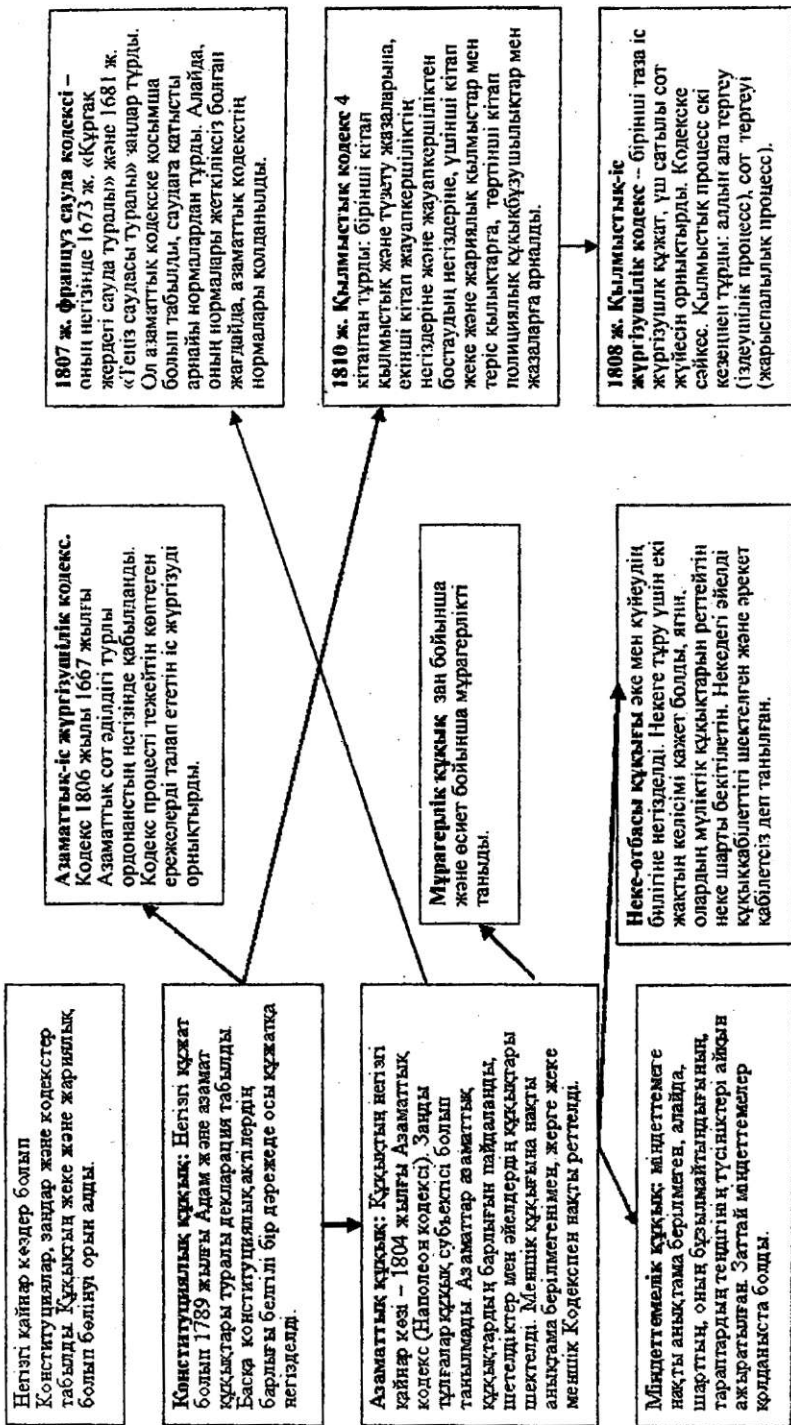 Негізгі қайнар көздер болып
Конституциялар, заңдар және кодекстер
табылды. Құқықтың жеке және жариялық
болып бөлінуі орын алды.
Конституциялық құқық: Негізгі құжат
болып 1789 жылғы Адам және азамат
құқықтары туралы декларация табылды.
Басқа конституциялық актілердің
барлығы белгілі бір дәрежеде осы құжатқа
негізделді.
Азаматтық құқық: Құқықтың негізгі
қайнар көзі – 1804 жылғы Азаматтық
кодекс (Наполеон кодексі). Заңды
тұлғалар құқық субъектісі болып
танылмады. Азаматтар азаматтық
құқықтардың барлығын пайдаланды,
шетелдіктер мен әйелдердің құқықтары
шектелді. Меншік құқығына нақты
анықтама берілмегенімен, жерге жеке
меншік Кодекспен нақты реттелді.
Міндеттемелік құқық: міндеттемеге
нақты анықтама берілмеген, алайда,
шарттың, оның бұзылмайтындығының,
тараптардың теңдігінің түсініктері айқын
ажыратылған. Заттай міндеттемелер
қолданыста болды.
Азаматтық-іс жүргізушілік кодекс.
Кодекс 1806 жылы 1667 жылғы
Азаматтық сот әділдігі турлы
ордонанстың негізінде қабылданды.
Кодекс процесті тежейтін көптеген
ережелерді талап ететін іс жүргізуді
орнықтырды.
Мұрагерлік құқық заң бойынша
және өсиет бойынша мұрагерлікті
таныды.
Неке-отбасы құқығы әке мен күйеудің
билігіне негізделді. Некеге тұру үшін екі
жақтың келісімі қажет болды, яғни,
олардың мүліктік құқықтарын реттейтін
неке шарты бекітілетін. Некедегі әйелді
құқыққабілеттігі шектелген және әрекет
қабілетсіз деп танылған.
1807 ж. француз сауда кодексі –
оның негізінде 1673 ж. «Құрғақ
жердегі сауда туралы» және 1681 ж.
«Теңіз саудасы туралы» заңдар тұрды.
Ол азаматтық кодекске қосымша
болып табылды, саудаға қатысты
арнайы нормалардан тұрды. Алайда,
оның нормалары жеткіліксіз болған
жағдайда, азаматтық кодекстің
нормалары қолданылды.
1810 ж. Қылмыстық кодекс 4
кітаптан тұрды: бірінші кітап
қылмыстық және түзету жазаларына,
екінші кітап жауапкершіліктің
негіздеріне және жауапкершіліктен
бостаудың негіздеріне, үшінші кітап
жеке және жариялық қылмыстар мен
теріс қылықтарға, төртінші кітап
полициялық құқықбұзушылықтар мен
жазаларға арналды.
1808 ж. Қылмыстық-іс
жүргізушілік кодекс – бірінші таза іс
жүргізушілк құжат, үш сатылы сот
жүйесін орнықтырды. Кодекске
сәйкес. Қылмыстық процесс екі
кезеңнен тұрды: алдын ала тергеу
(іздеушілік процесс), сот тергеуі
(жарыспалылық процесс).